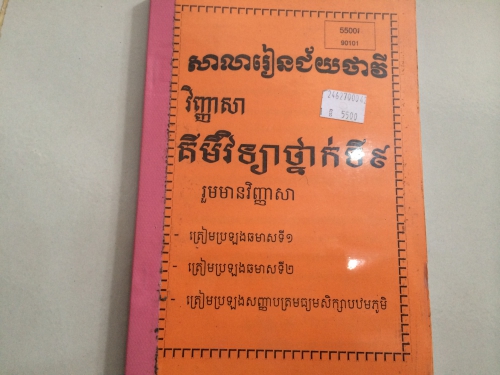 5500៛
90101
សាលារៀនជ័យថាវី
5500
វិញ្ញាសា
គីមីវិទ្យាថ្នាក់ទី៩
រួមមានវិញ្ញាសា
- ត្រៀមប្រឡងឆមាសទី១
- ត្រៀមប្រឡងឆមាសទី២
- ត្រៀមប្រឡងសញ្ញាបត្រមធ្យមសិក្សាបឋមភូមិ